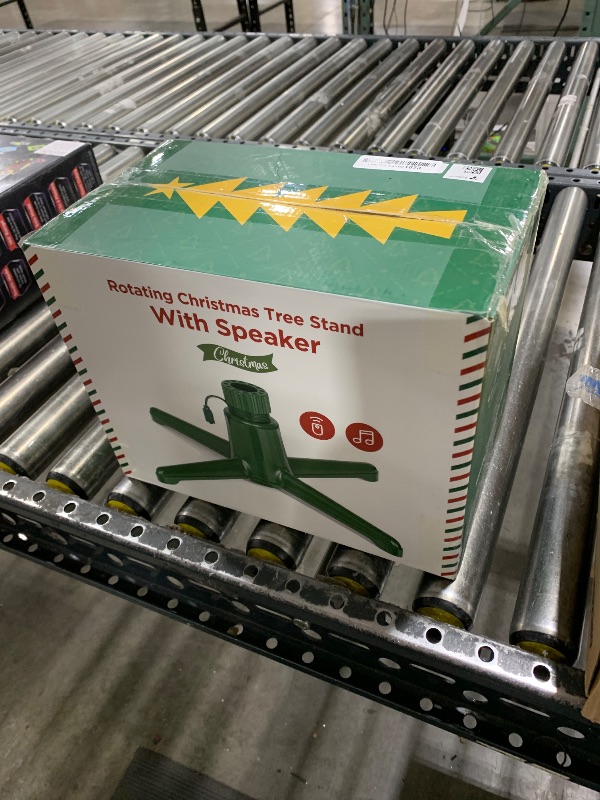 Rotating Christmas Tree Stand
With Speaker
Christmas